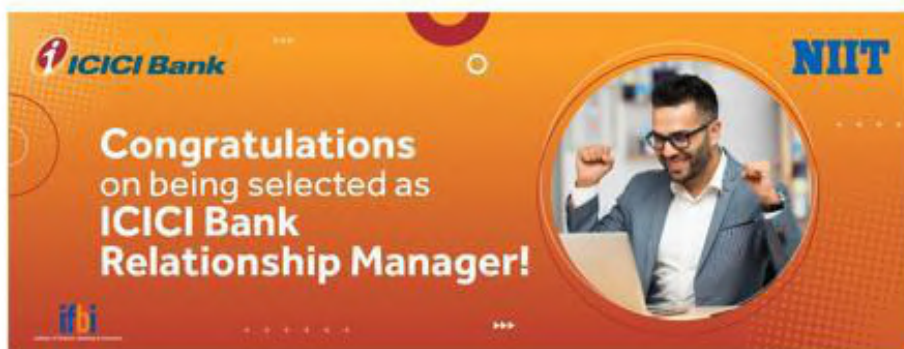 ICICI Bank
NIIT
Congratulations
on being selected as
ICICI Bank
Relationship Manager!
ifbi